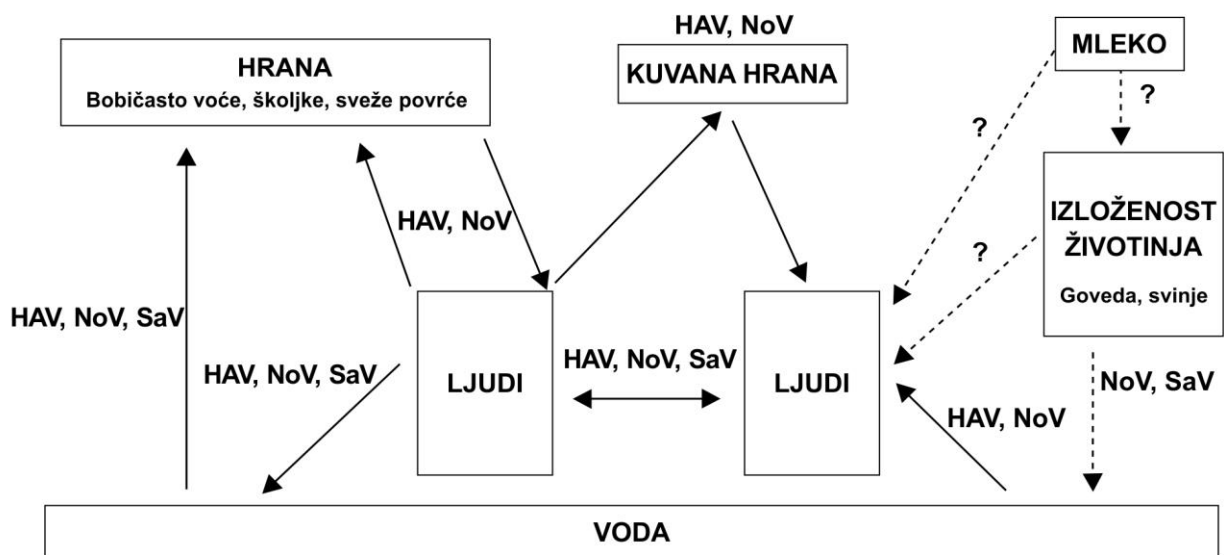 HRANA
Bobičasto voće, školjke, sveže povrće
HAV, NoV
KUVANA HRANA
MLEKO
?
?
IZLOŽENOST
ŽIVOTINJA
Goveda, svinje
?
HAV, NoV
HAV, NoV, SaV
HAV, NoV, SaV
LJUDI
HAV, NoV, SaV
LJUDI
HAV, NoV
NoV, SaV
VODA